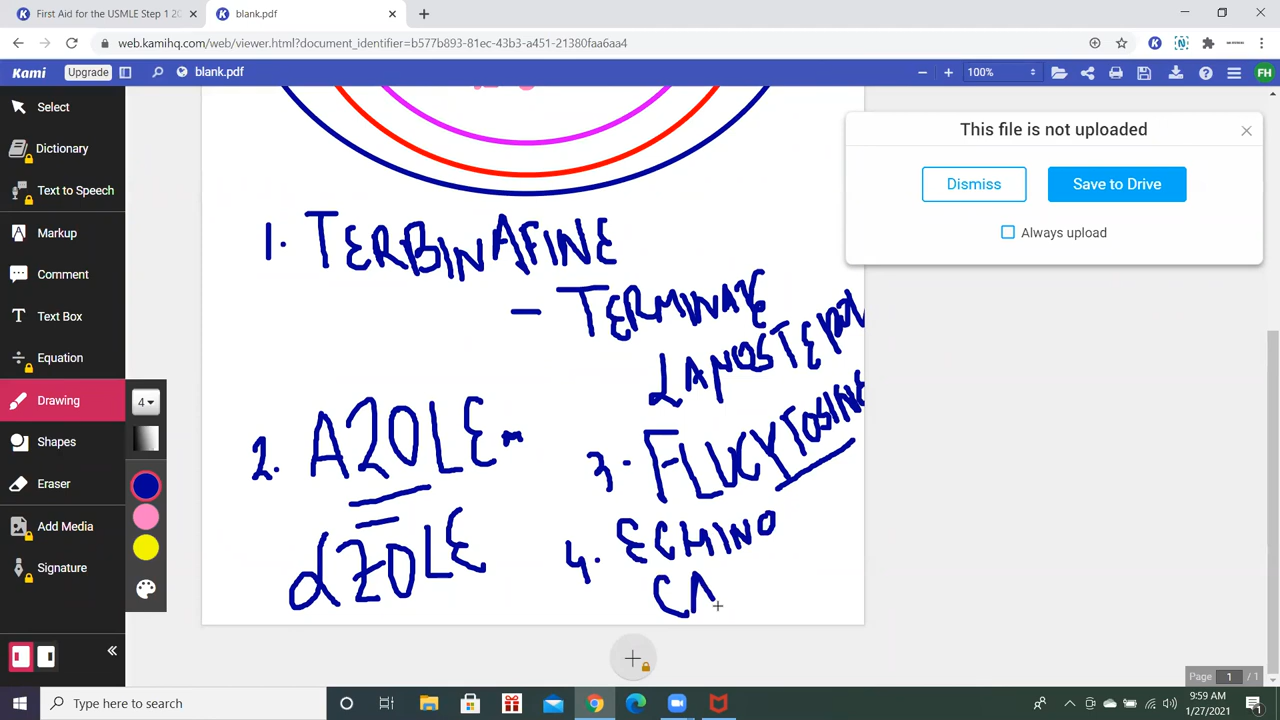 First Aid for the USMLE Step 1 20
blank.pdf
web.kamihq.com/web/viewer.html?document_identifier=b577b893-81ec-43b3-a451-21380faa6aa4
Kami
Upgrade
blank.pdf
100%
FH
Select
Dictionary
Text to Speech
Markup
Comment
Text Box
Equation
Drawing
4
Shapes
Eraser
Add Media
Signature
This file is not uploaded
Dismiss
Save to Drive
Always upload
1. TERBINAFINE
- TERMINATE
LANOSTEROL
2. AZOLE
dZOLE
3. FLUCYTOSINE
4. ECHINO
CA
Page 1 / 1
Type here to search
9:59 AM
1/27/2021
1